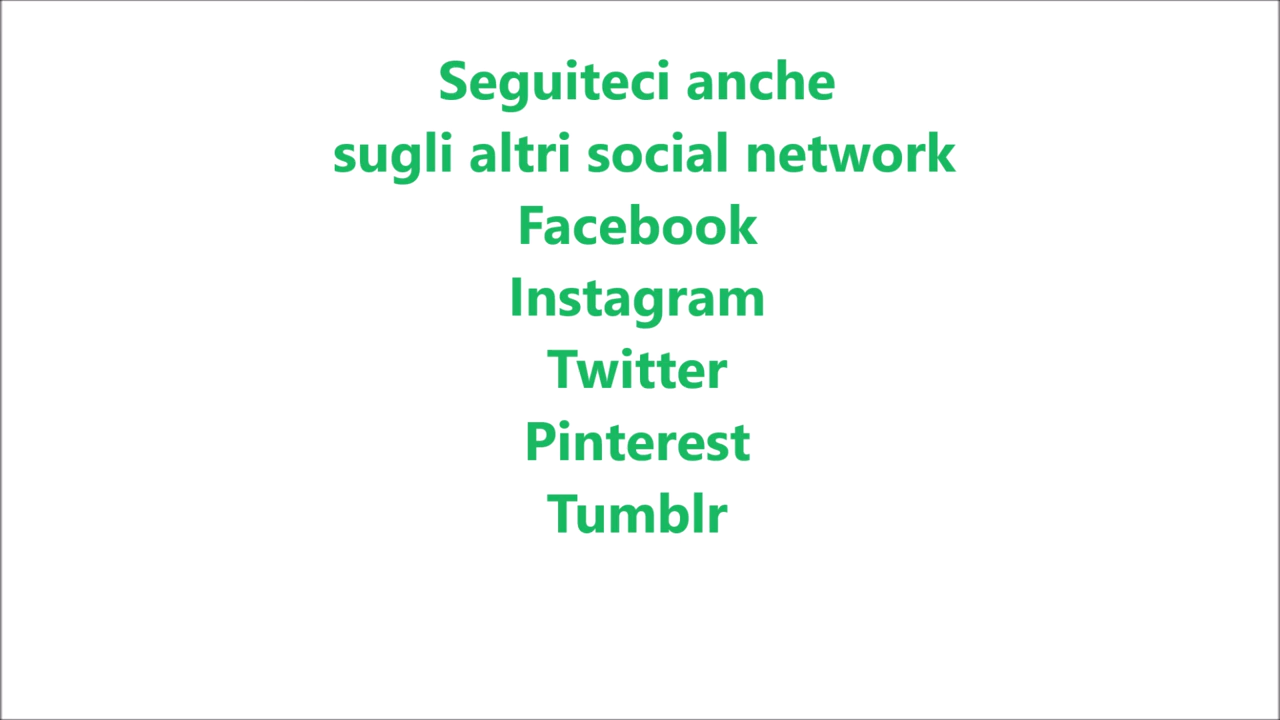 Seguiteci anche
sugli altri social network
Facebook
Instagram
Twitter
Pinterest
Tumblr